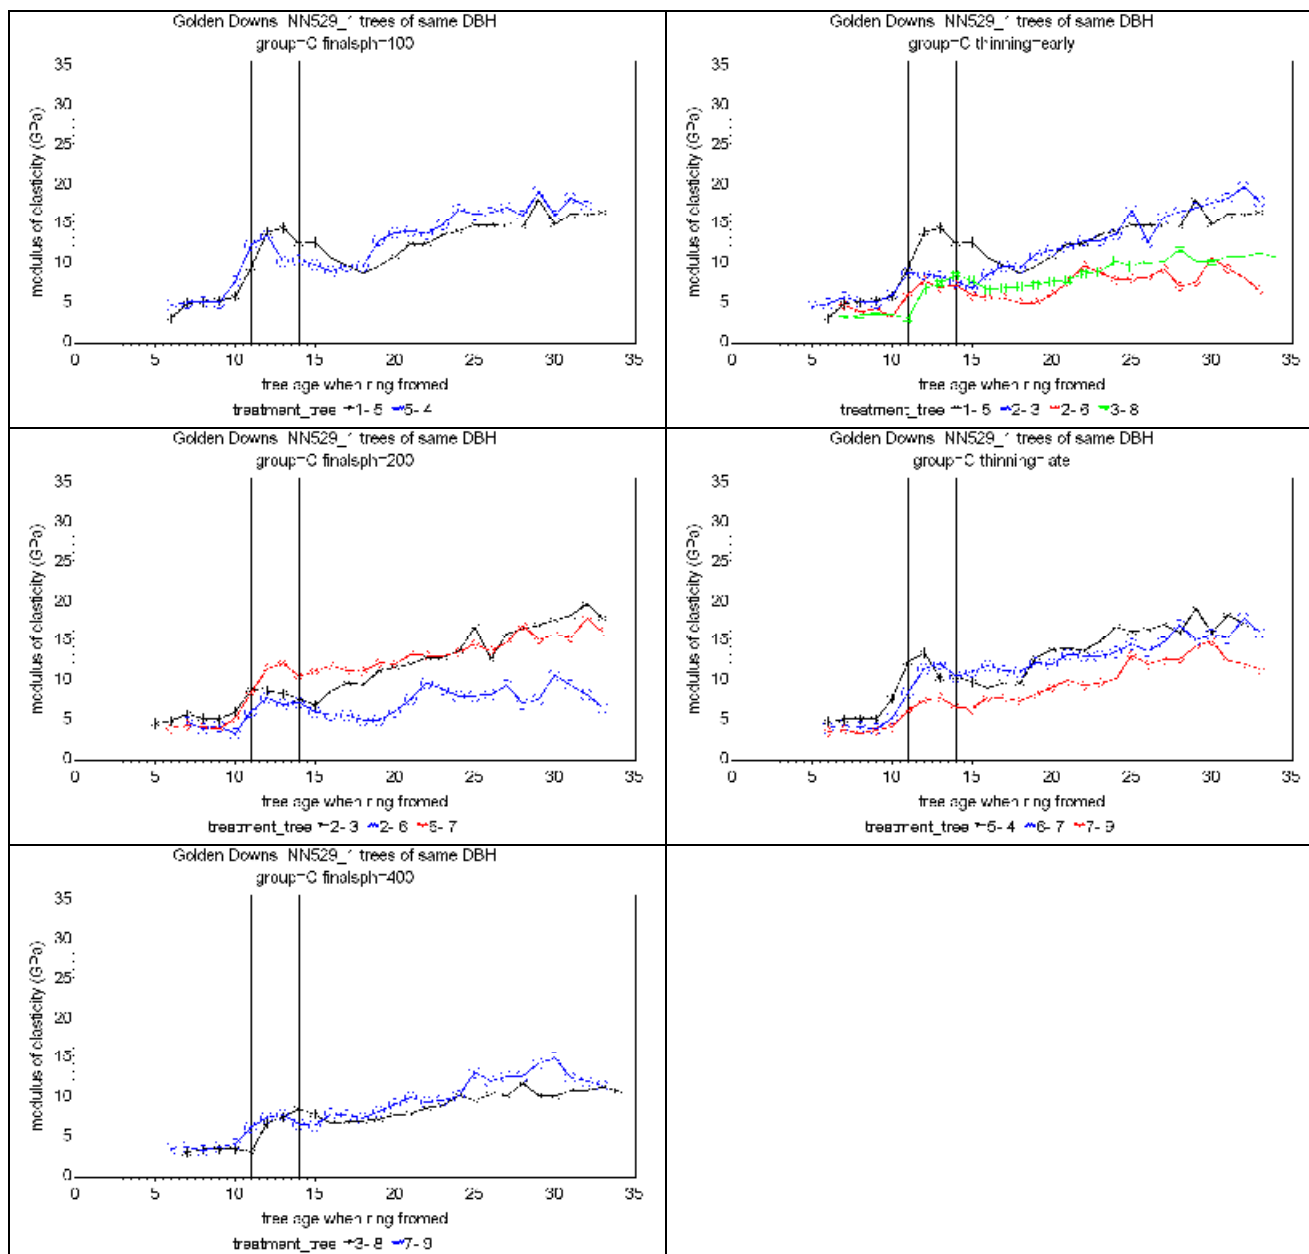 Golden Downs NN529_1 trees of same DBH
group=C finalsph=100
modulus of elasticity (GPa)
35
30
25
20
15
10
5
0
0 5 10 15 20 25 30 35
tree age when ring fromed
treatment_tree 1-5 5-4
Golden Downs NN529_1 trees of same DBH
group=C thinning=early
modulus of elasticity (GPa)
35
30
25
20
15
10
5
0
0 5 10 15 20 25 30 35
tree age when ring fromed
treatment_tree 1-5 2-3 2-6 3-8
Golden Downs NN529_1 trees of same DBH
group=C finalsph=200
modulus of elasticity (GPa)
35
30
25
20
15
10
5
0
0 5 10 15 20 25 30 35
tree age when ring fromed
treatment_tree 2-3 2-6 6-7
Golden Downs NN529_1 trees of same DBH
group=C thinning=late
modulus of elasticity (GPa)
35
30
25
20
15
10
5
0
0 5 10 15 20 25 30 35
tree age when ring fromed
treatment_tree 5-4 6-7 7-9
Golden Downs NN529_1 trees of same DBH
group=C finalsph=400
modulus of elasticity (GPa)
35
30
25
20
15
10
5
0
0 5 10 15 20 25 30 35
tree age when ring fromed
treatment_tree 3-8 7-9